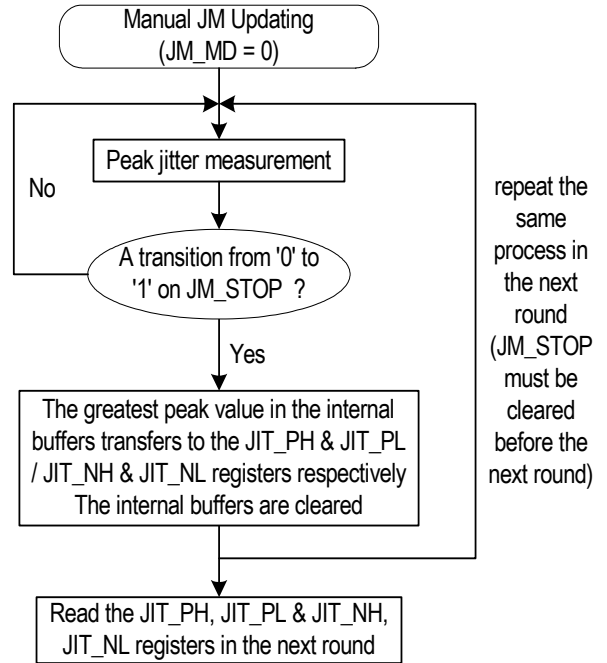 Manual JM Updating
(JM_MD = 0)
Peak jitter measurement
No
A transition from '0' to
'1' on JM_STOP ?
Yes
The greatest peak value in the internal
buffers transfers to the JIT_PH & JIT_PL
/ JIT_NH & JIT_NL registers respectively
The internal buffers are cleared
repeat the
same
process in
the next
round
(JM_STOP
must be
cleared
before the
next round)
Read the JIT_PH, JIT_PL & JIT_NH,
JIT_NL registers in the next round